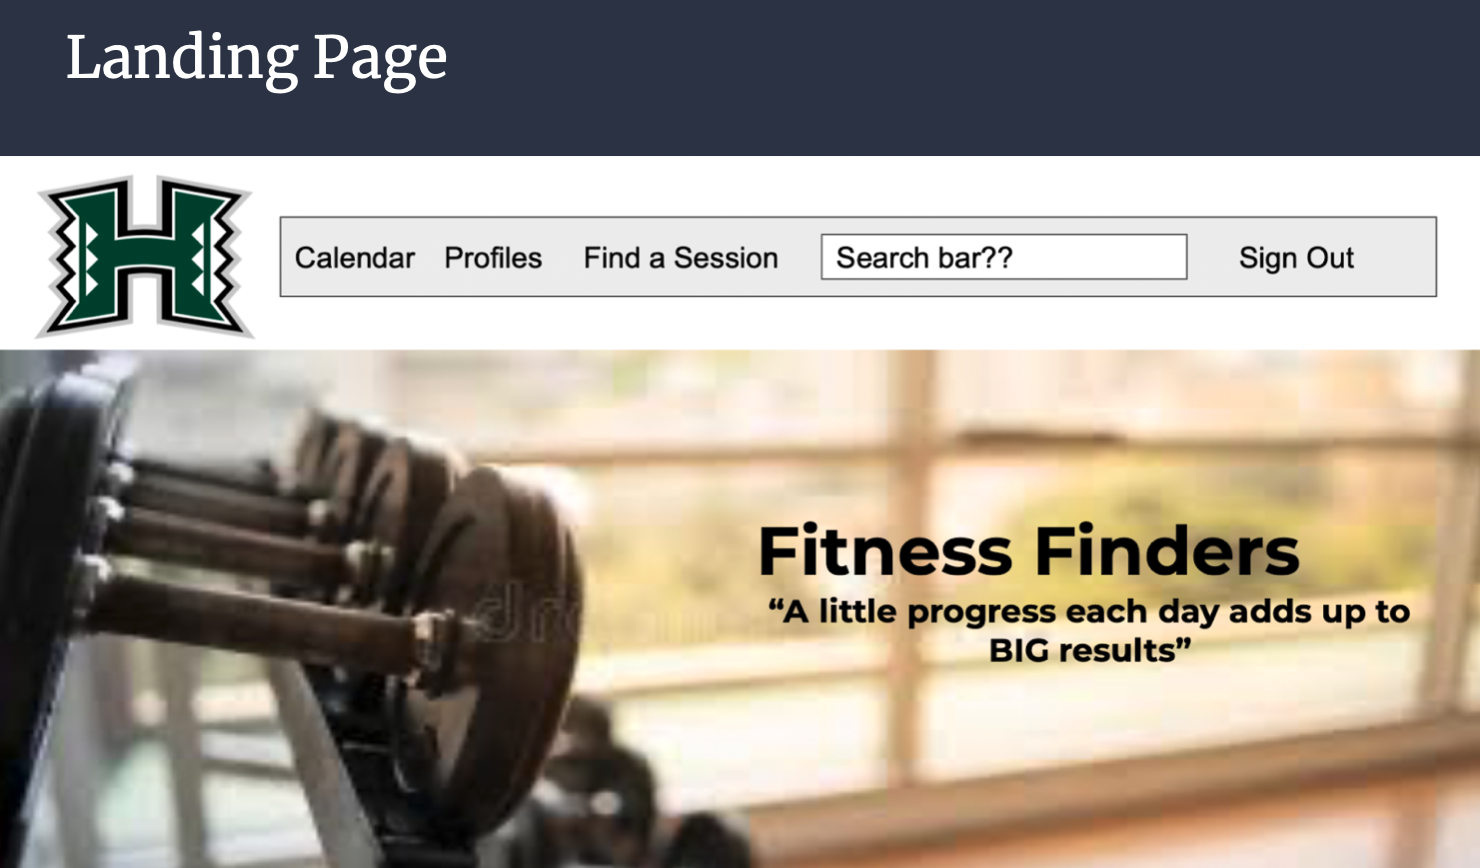 Landing Page
Calendar Profiles Find a Session Search bar?? Sign Out
Fitness Finders
“A little progress each day adds up to
BIG results”